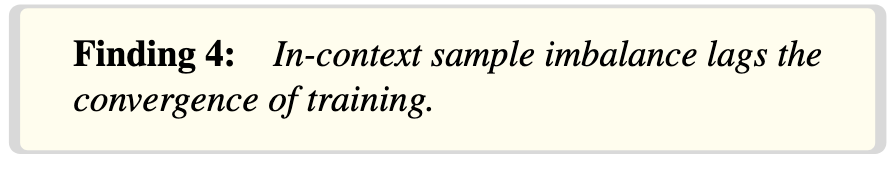 Finding 4: In-context sample imbalance lags the
convergence of training.